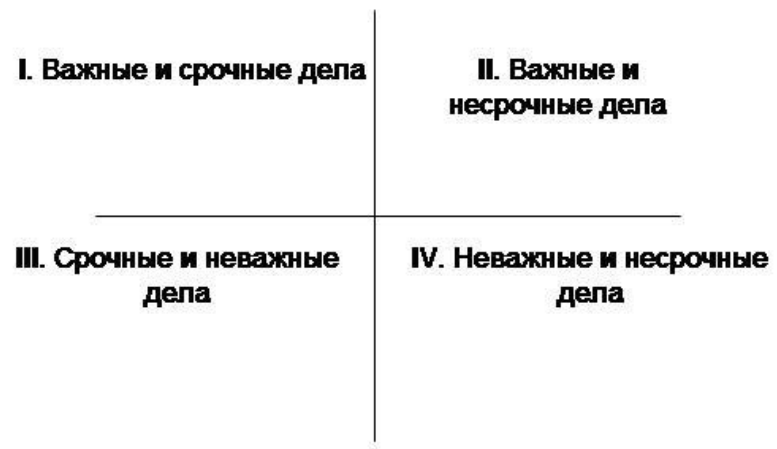 I. Важные и срочные дела
II. Важные и
несрочные дела
III. Срочные и неважные
дела
IV. Неважные и несрочные
дела